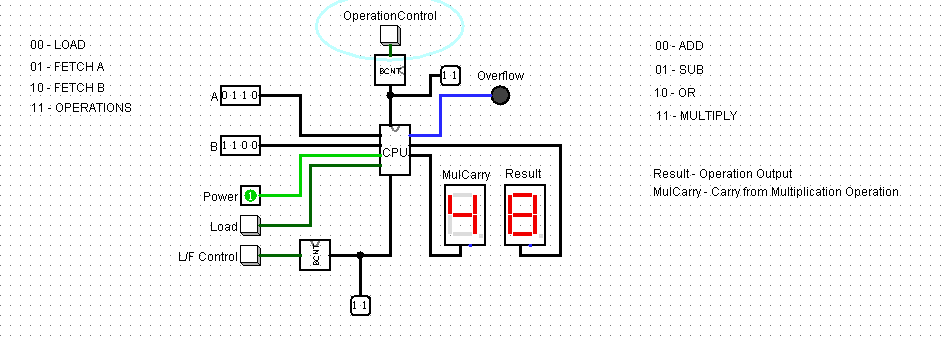 OperationControl
00 - LOAD
01 - FETCH A
10 - FETCH B
11 - OPERATIONS
BCNT
1 1
Overflow
00 - ADD
01 - SUB
10 - OR
11 - MULTIPLY
A 0 1 1 0
B 1 1 0 0
CPU
Power 1
Load
L/F Control
BCNT
1 1
MulCarry
Result
4
8
Result - Operation Output
MulCarry - Carry from Multiplication Operation